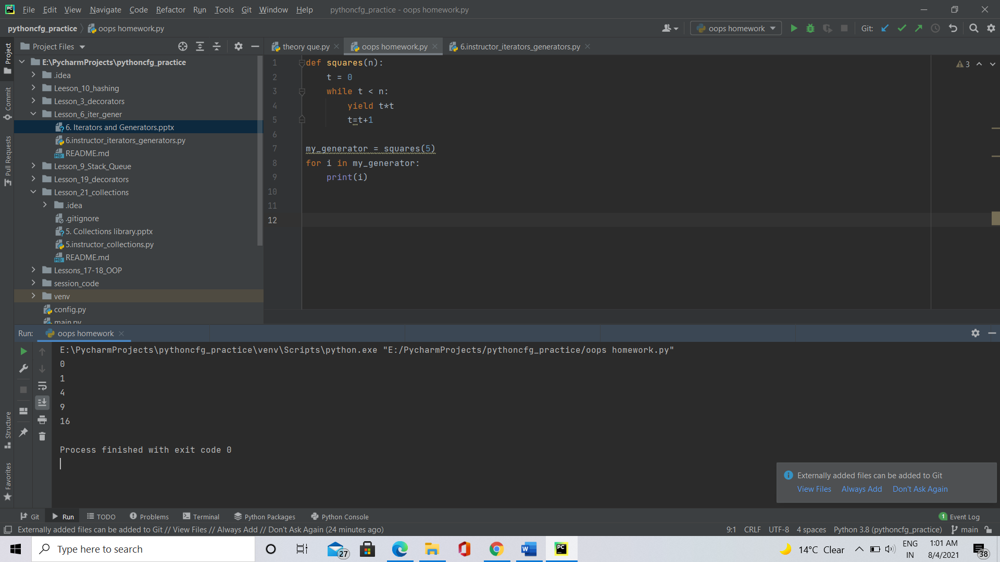 File Edit View Navigate Code Refactor Run Tools Git Window Help pythoncfg_practice - oops homework.py
pythoncfg_practice oops homework.py oops homework Git:
Project Files theory que.py oops homework.py 6.instructor_iterators_generators.py
Project
Commit
Pull Requests
Structure
Favorites
E:\PycharmProjects\pythoncfg_practice
.idea
Leeson_10_hashing
Lesson_3_decorators
Lesson_6_iter_gener
6. Iterators and Generators.pptx
6.instructor_iterators_generators.py
README.md
Lesson_9_Stack_Queue
Lesson_19_decorators
Lesson_21_collections
.idea
.gitignore
5. Collections library.pptx
5.instructor_collections.py
README.md
Lessons_17-18_OOP
session_code
venv
config.py
main.py
1 def squares(n):
2 t = 0
3 while t < n:
4 yield t*t
5 t=t+1
6
7 my_generator = squares(5)
8 for i in my_generator:
9 print(i)
10
11
12
3
Run: oops homework
E:\PycharmProjects\pythoncfg_practice\venv\Scripts\python.exe "E:/PycharmProjects/pythoncfg_practice/oops homework.py"
0
1
4
9
16
Process finished with exit code 0
Externally added files can be added to Git
View Files Always Add Don't Ask Again
Git Run TODO Problems Terminal Python Packages Python Console 1 Event Log
Externally added files can be added to Git // View Files // Always Add // Don't Ask Again (24 minutes ago) 9:1 CRLF UTF-8 4 spaces Python 3.8 (pythoncfg_practice) main
Type here to search 27 14°C Clear ENG IN 1:01 AM 8/4/2021 38